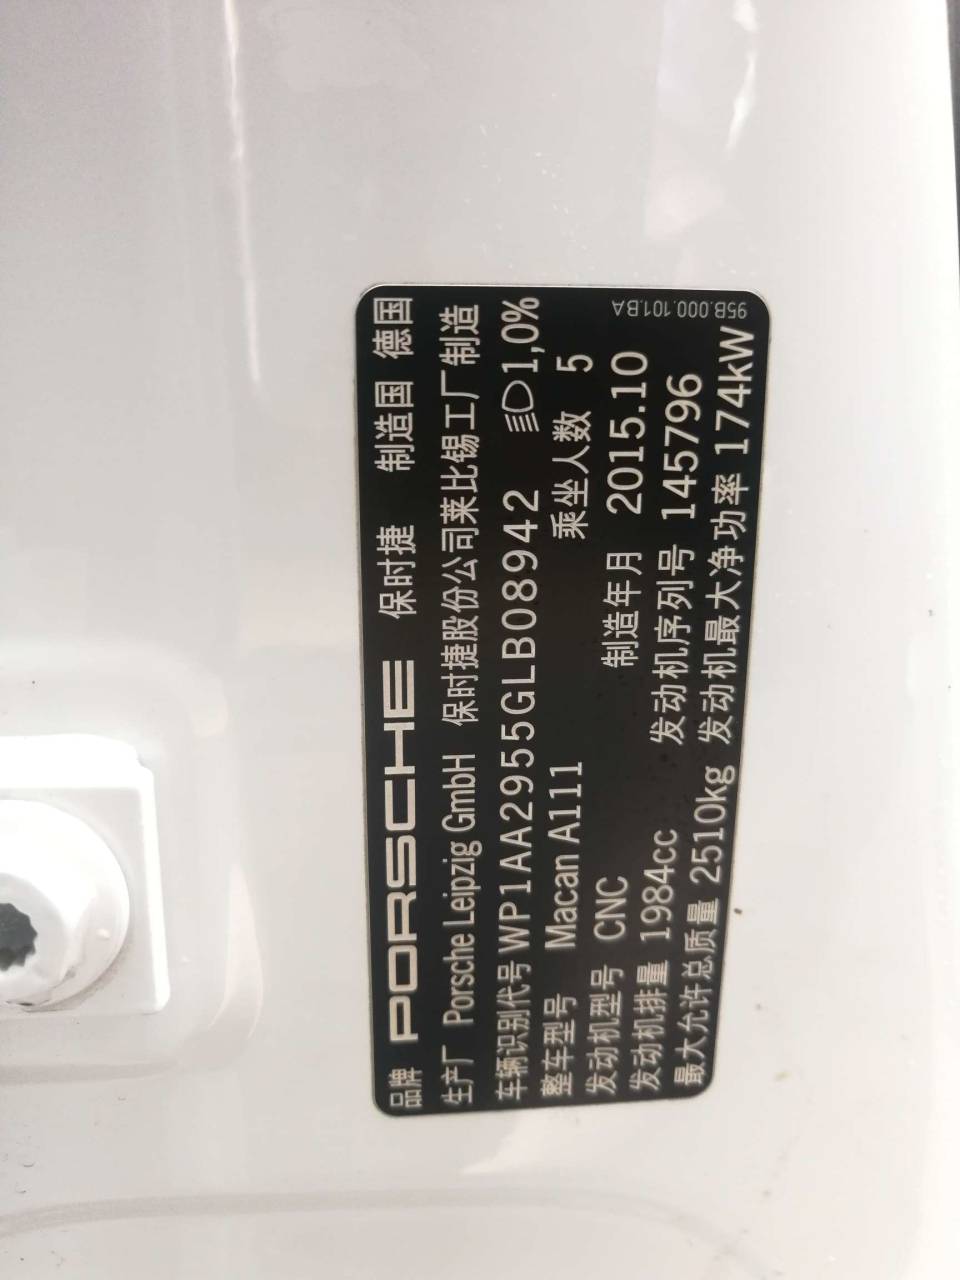 品牌 PORSCHE 保时捷 制造国 德国
生产厂 Porsche Leipzig GmbH 保时捷股份公司莱比锡工厂制造
车辆识别代号 WP1AA2955GLB08942 1,0%
整车型号 Macan A111 乘坐人数 5
发动机型号 CNC 制造年月 2015.10
发动机排量 1984cc 发动机序列号 145796
最大允许总质量 2510kg 发动机最大净功率 174kW
95B.000.101.BA